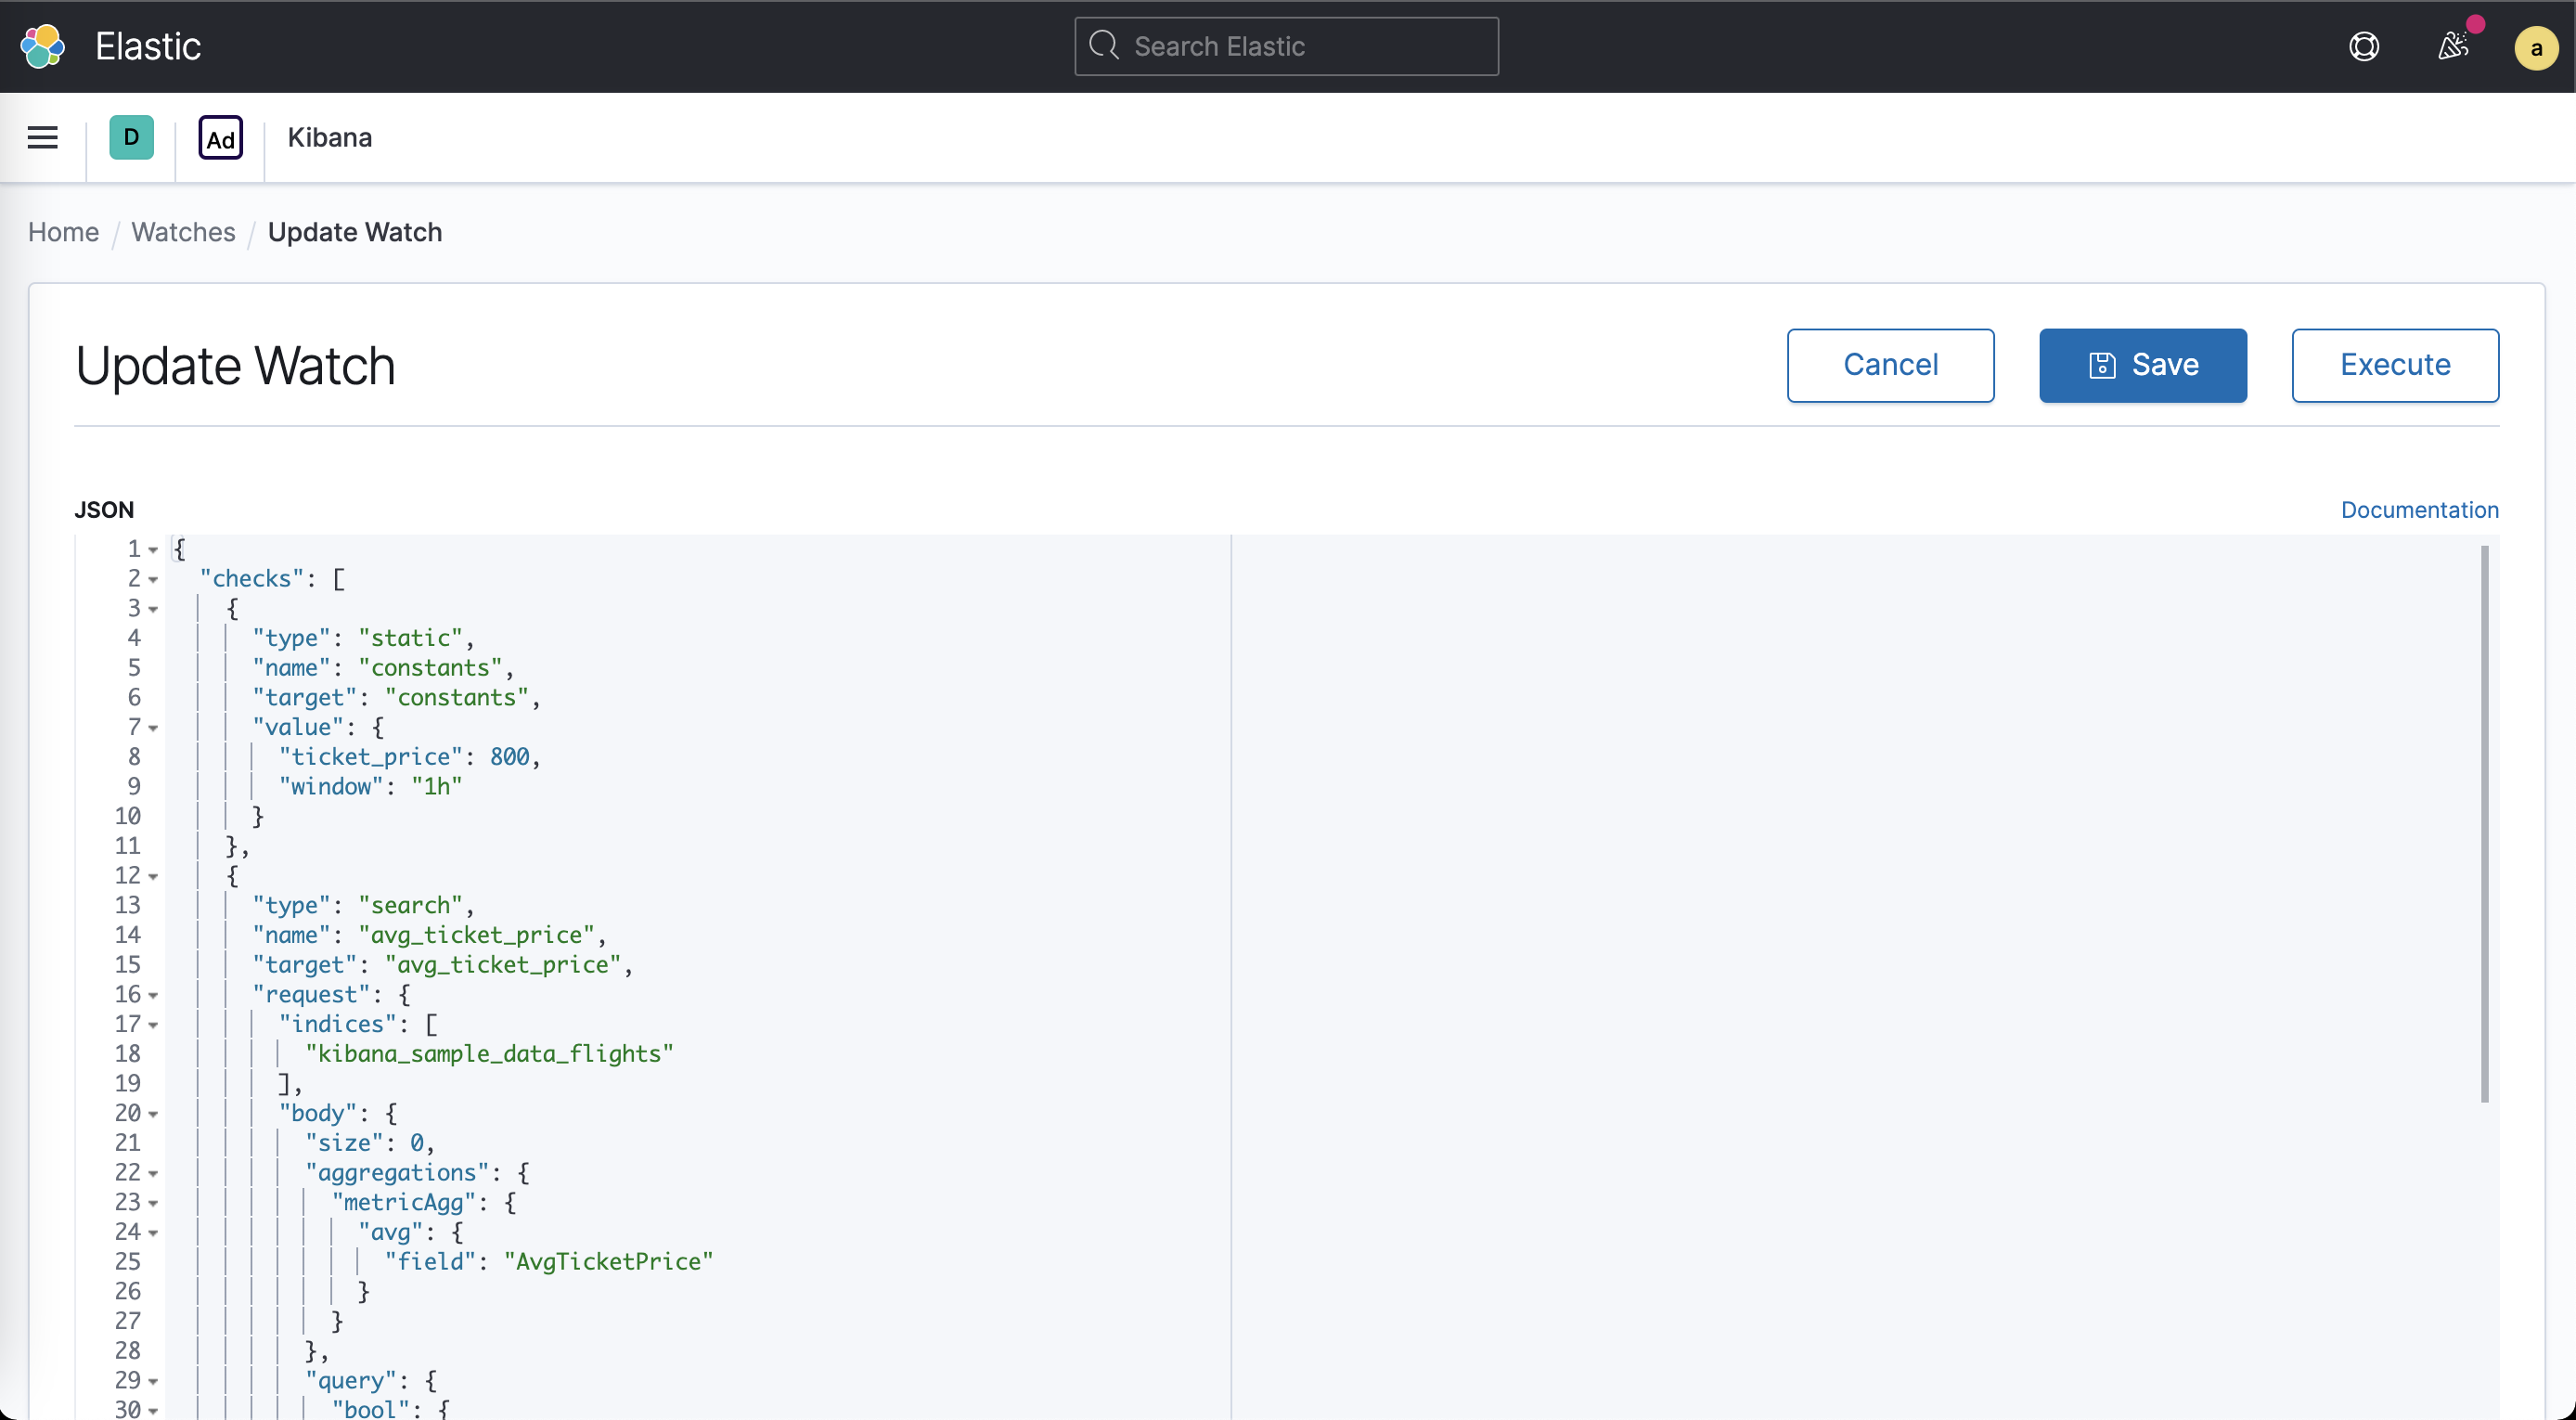 Elastic
Search Elastic
a
D
Ad
Kibana
Home / Watches / Update Watch
Update Watch
Cancel
Save
Execute
JSON
Documentation
1 {
2 "checks": [
3 {
4 "type": "static",
5 "name": "constants",
6 "target": "constants",
7 "value": {
8 "ticket_price": 800,
9 "window": "1h"
10 }
11 },
12 {
13 "type": "search",
14 "name": "avg_ticket_price",
15 "target": "avg_ticket_price",
16 "request": {
17 "indices": [
18 "kibana_sample_data_flights"
19 ],
20 "body": {
21 "size": 0,
22 "aggregations": {
23 "metricAgg": {
24 "avg": {
25 "field": "AvgTicketPrice"
26 }
27 }
28 },
29 "query": {
30 "bool": {